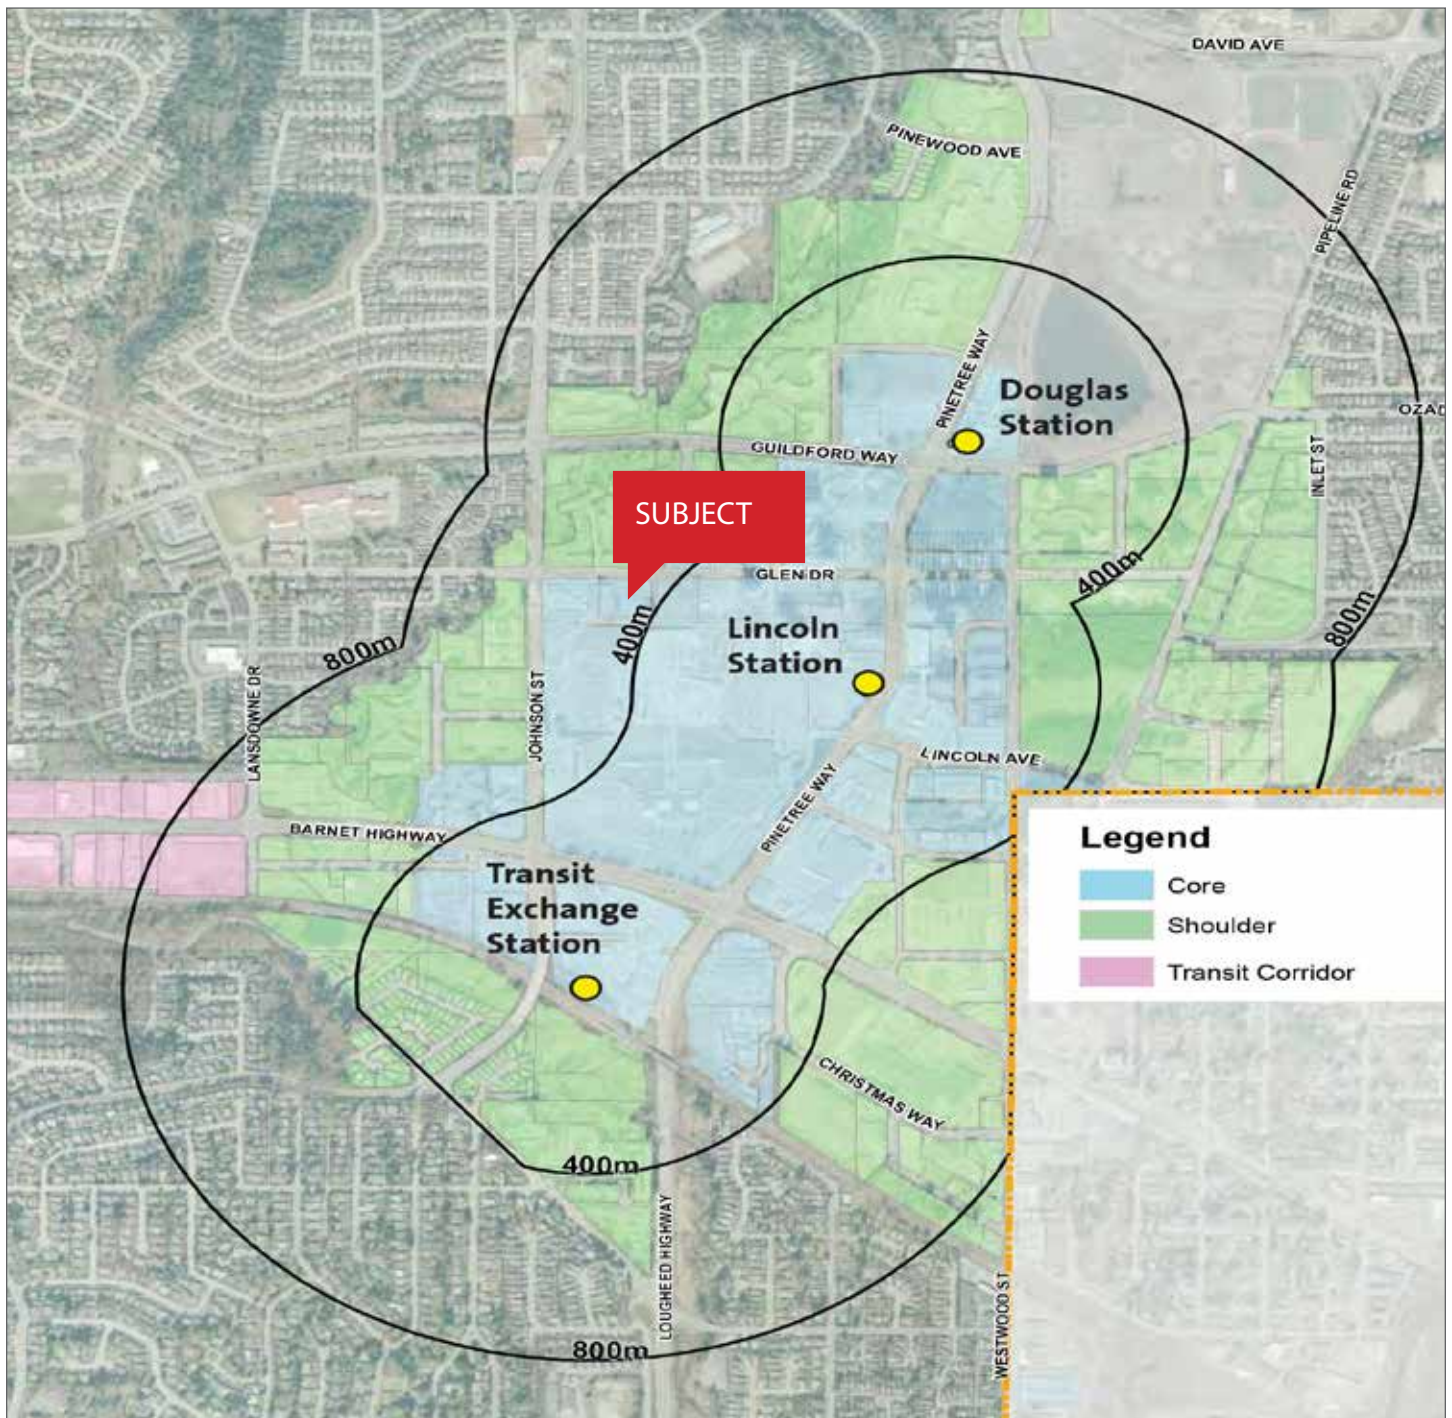 DAVID AVE
PINEWOOD AVE
PIPELINE RD
PINETREE WAY
Douglas
Station
OZAD
GUILDFORD WAY
INLET ST
SUBJECT
GLEN DR
400m
400m
Lincoln
Station
800m
800m
LANSDOWNE DR
JOHNSON ST
LINCOLN AVE
PINETREE WAY
BARNET HIGHWAY
Legend
Core
Shoulder
Transit Corridor
Transit
Exchange
Station
CHRISTMAS WAY
400m
LOUGHEED HIGHWAY
WESTWOOD ST
800m